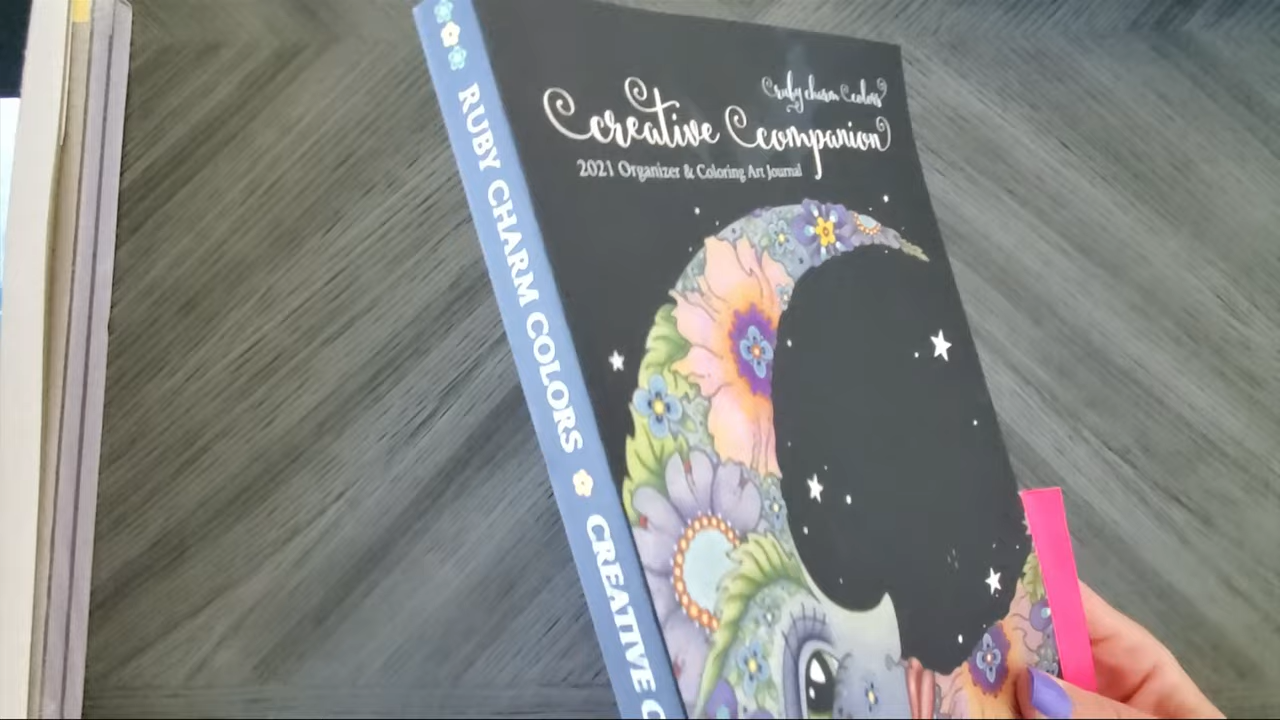 ruby charm colors
creative companion
2021 Organizer & Coloring Art Journal
RUBY CHARM COLORS CREATIVE C